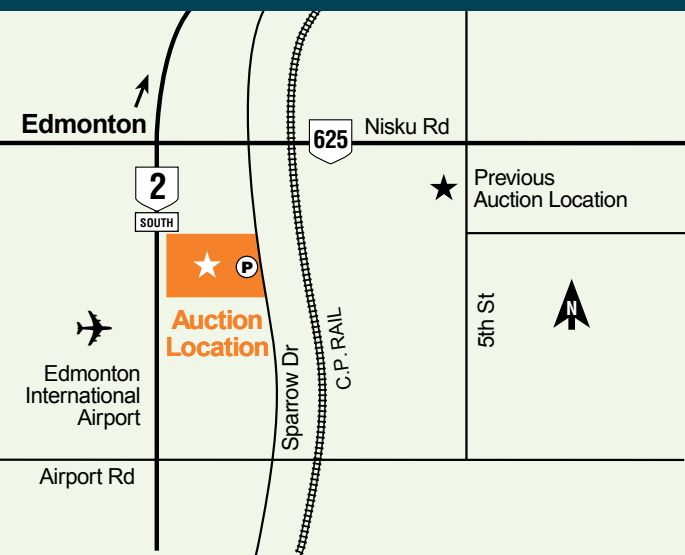 Edmonton
625
Nisku Rd
2
SOUTH
Previous
Auction Location
P
Auction
Location
Edmonton
International
Airport
Sparrow Dr
C.P. RAIL
5th St
N
Airport Rd